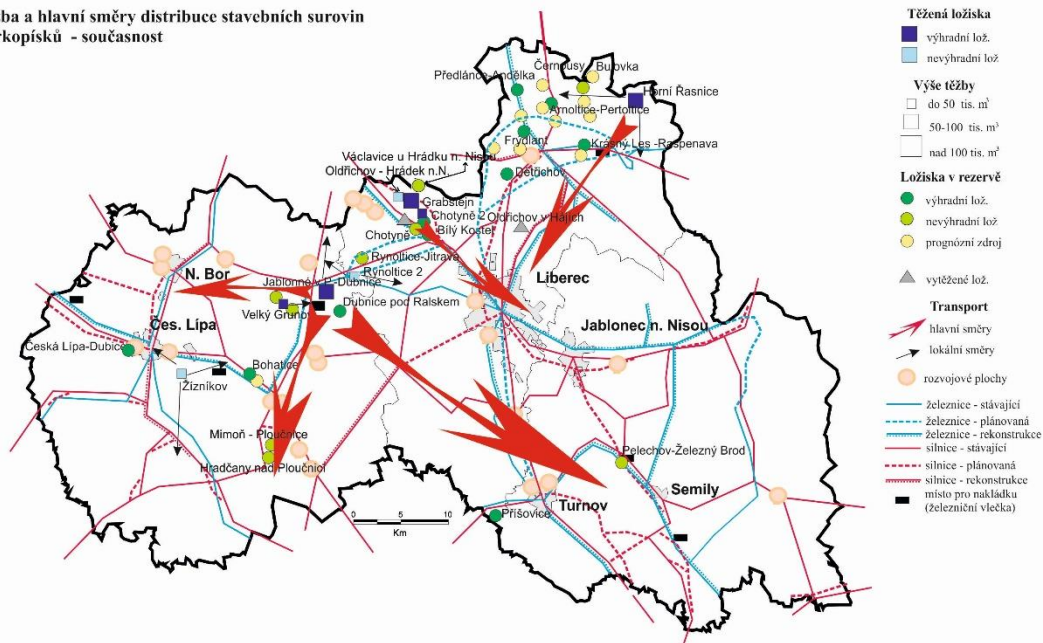 žba a hlavní směry distribuce stavebních surovin
rkopísků - současnost
Předlánce-Andělka
Černousy
Bulovka
Horní Řasnice
Arnoltice-Pertoltice
Frýdlant
Krásný Les -Raspenava
Václavice u Hrádku n. Nisou
Oldřichov - Hrádek n.N.
Dětřichov
Grabštejn
Chotyně 2
Oldřichov v Hájích
Chotyně
Bílý Kostel
Rynoltice-Jitrava
Rynoltice 2
N. Bor
Liberec
Jablonné v P.-Dubnice
Dubnice pod Ralskem
Velký Grunov
Jablonec n. Nisou
Čes. Lípa
Česká Lípa-Dubice
Bohatice
Žizníkov
Mimoň - Ploučnice
Hradčany nad Ploučnicí
Pelechov-Železný Brod
Semily
Turnov
Příšovice
0 5 10
Km
Těžená ložiska
výhradní lož.
nevýhradní lož
Výše těžby
do 50 tis. m³
50-100 tis. m³
nad 100 tis. m³
Ložiska v rezervě
výhradní lož.
nevýhradní lož
prognózní zdroj
vytěžené lož.
Transport
hlavní směry
lokální směry
rozvojové plochy
železnice - stávající
železnice - plánovaná
železnice - rekonstrukce
silnice - stávající
silnice - plánovaná
silnice - rekonstrukce
místo pro nakládku
(železniční vlečka)